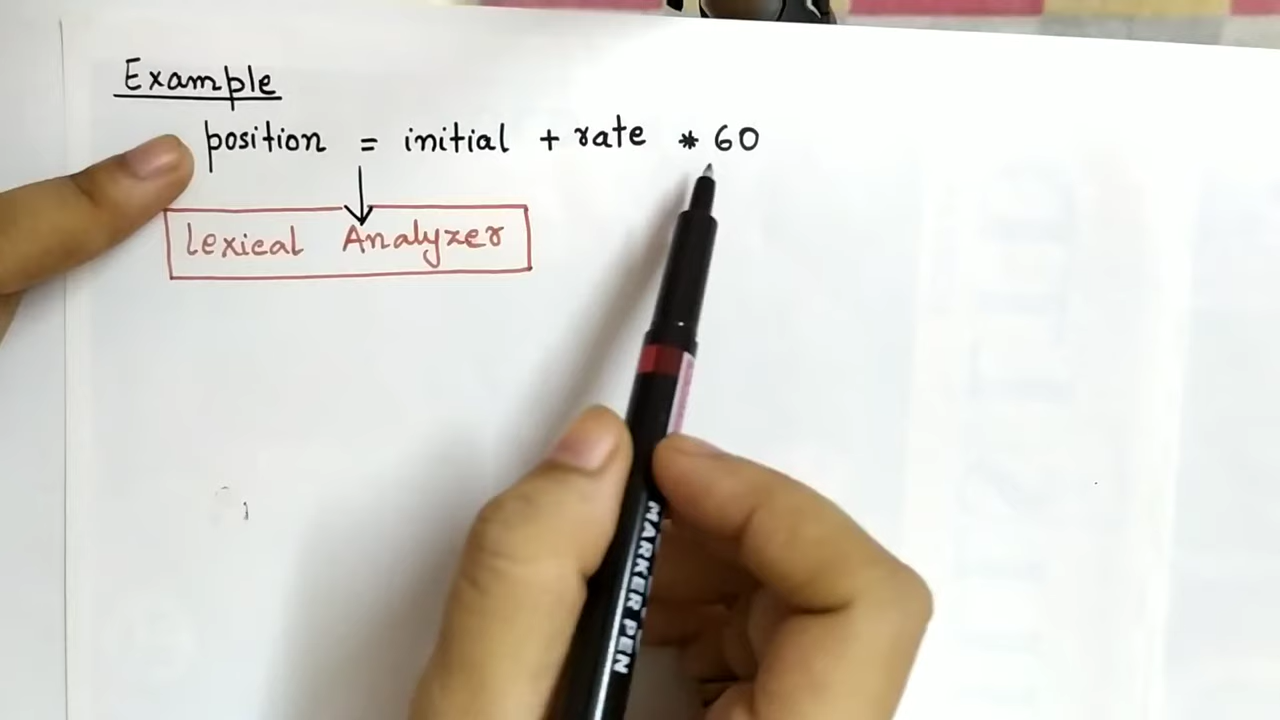 Example
position = initial + rate * 60
Lexical Analyzer
MARKER PEN